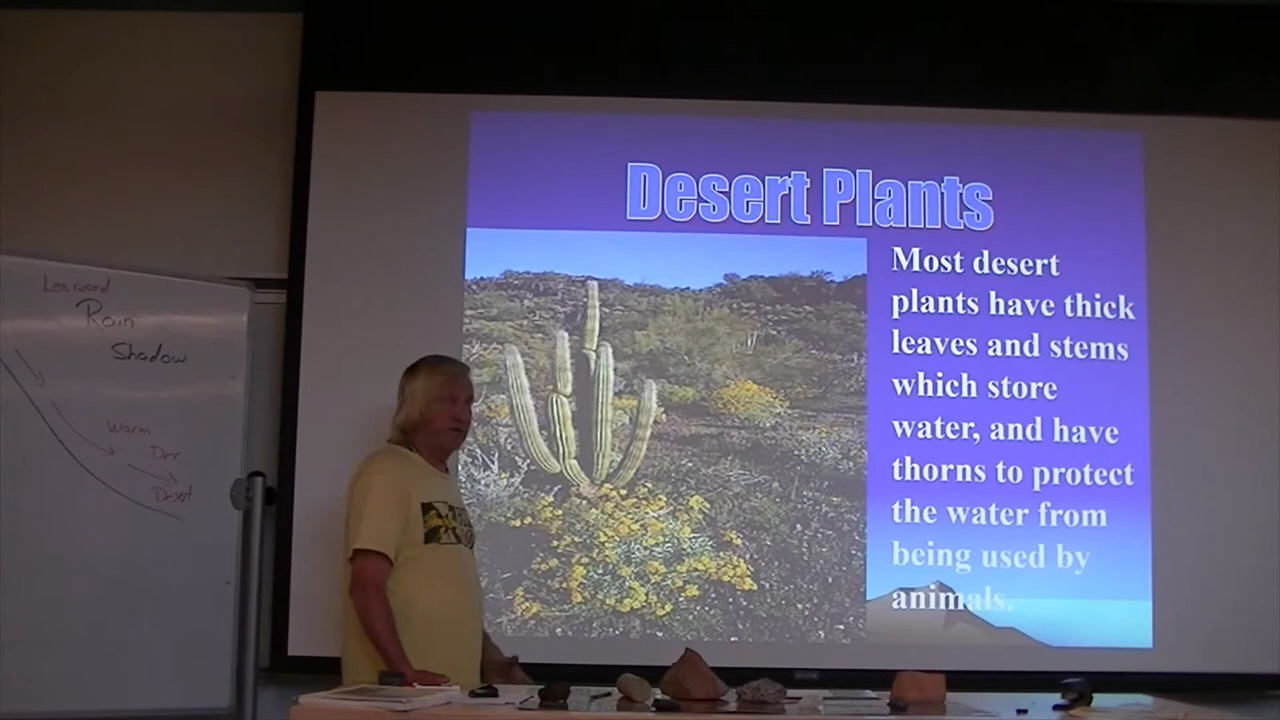 Leeward
Rain
Shadow
Warm
Dry
Desert
Desert Plants
Most desert
plants have thick
leaves and stems
which store
water, and have
thorns to protect
the water from
being used by
animals.